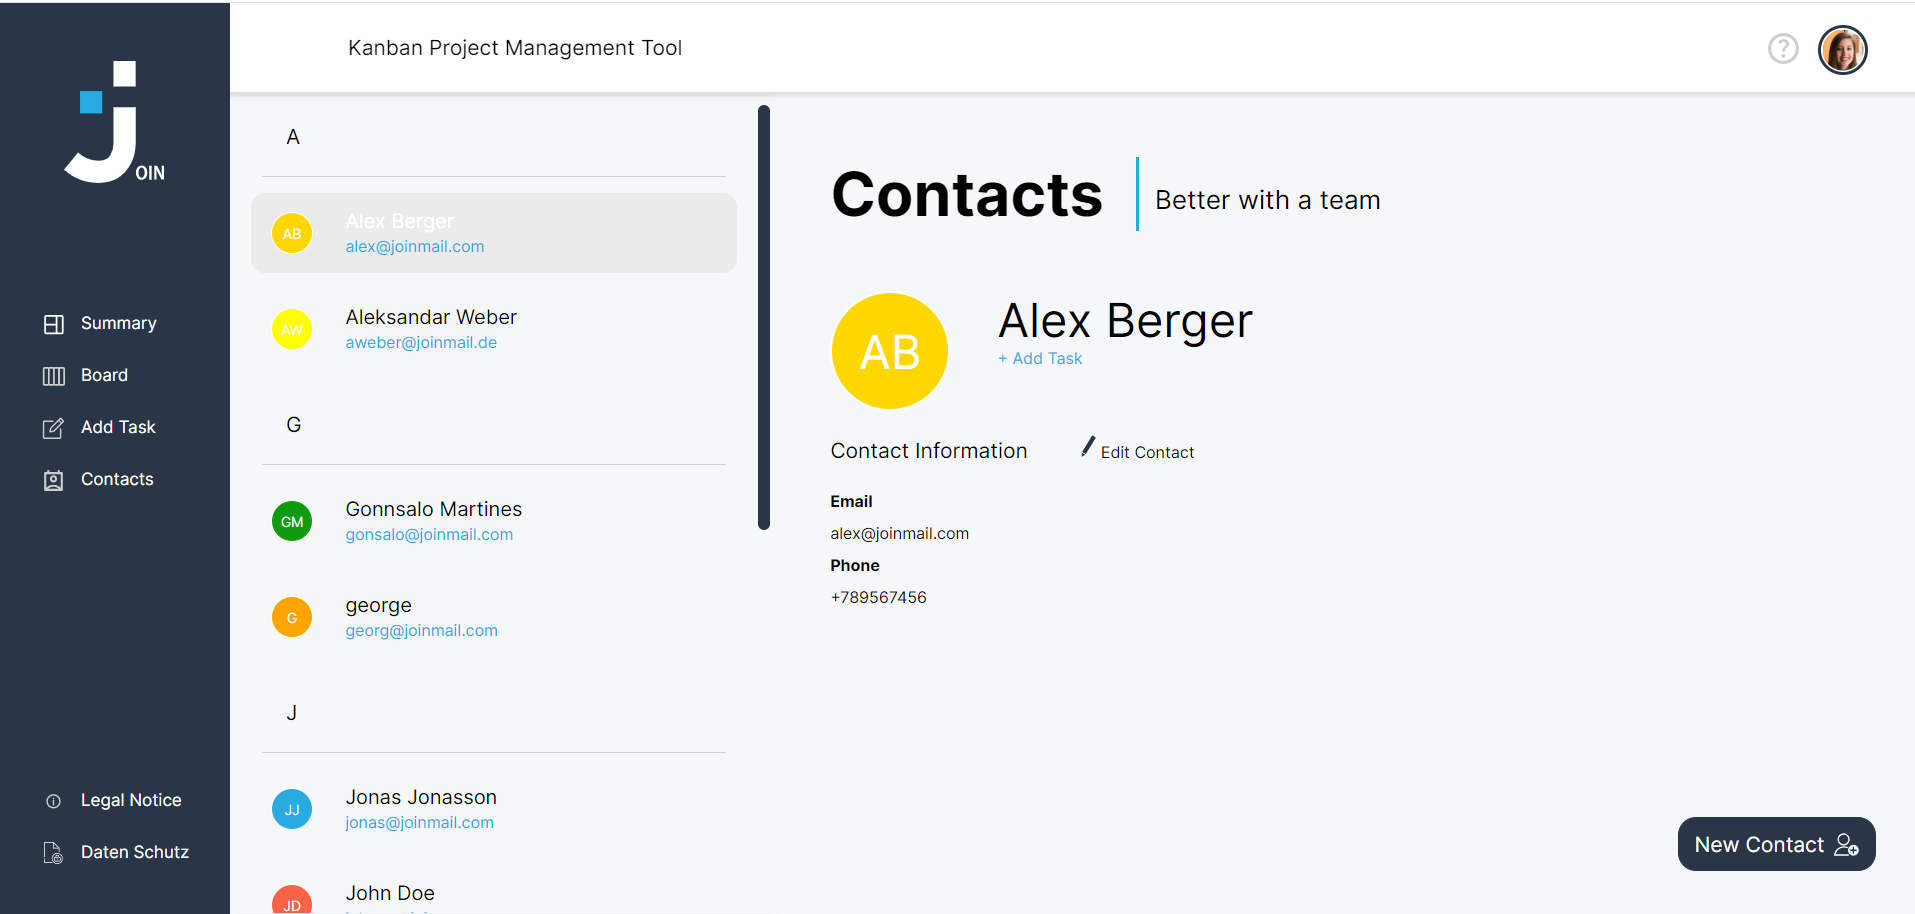 OIN
Summary
Board
Add Task
Contacts
Legal Notice
Daten Schutz
Kanban Project Management Tool
A
AB
Alex Berger
alex@joinmail.com
AW
Aleksandar Weber
aweber@joinmail.de
G
GM
Gonnsalo Martines
gonsalo@joinmail.com
G
george
georg@joinmail.com
J
JJ
Jonas Jonasson
jonas@joinmail.com
JD
John Doe
Contacts
Better with a team
AB
Alex Berger
+ Add Task
Contact Information
Edit Contact
Email
alex@joinmail.com
Phone
+789567456
New Contact